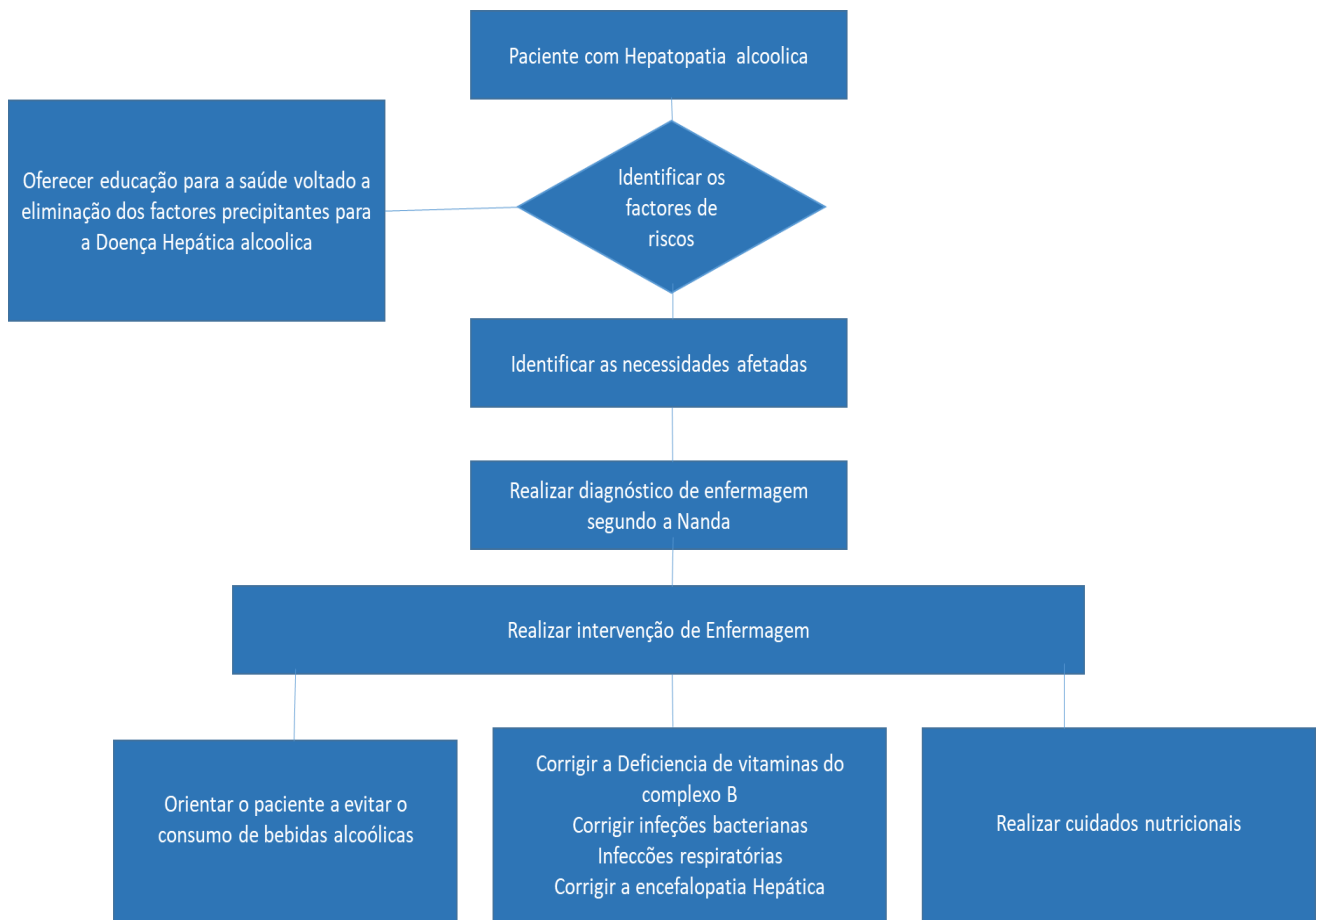 Paciente com Hepatopatia alcoolica
Oferecer educação para a saúde voltado a
eliminação dos factores precipitantes para
a Doença Hepática alcoolica
Identificar os
factores de
riscos
Identificar as necessidades afetadas
Realizar diagnóstico de enfermagem
segundo a Nanda
Realizar intervenção de Enfermagem
Orientar o paciente a evitar o
consumo de bebidas alcoólicas
Corrigir a Deficiencia de vitaminas do
complexo B
Corrigir infeções bacterianas
Infeccões respiratórias
Corrigir a encefalopatia Hepática
Realizar cuidados nutricionais